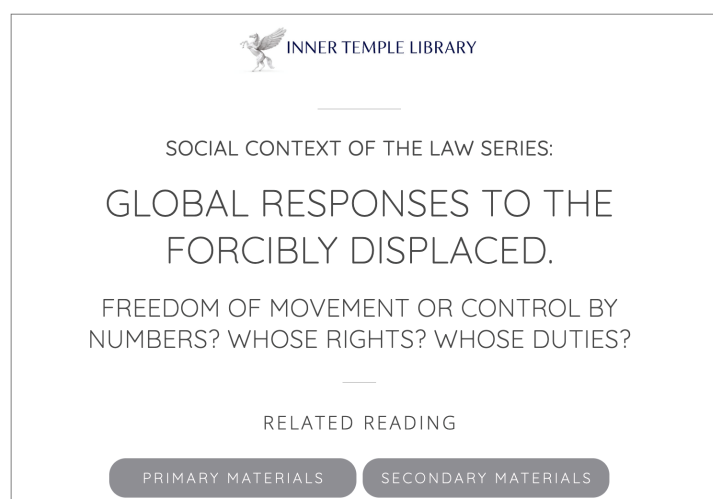 INNER TEMPLE LIBRARY
SOCIAL CONTEXT OF THE LAW SERIES:
GLOBAL RESPONSES TO THE
FORCIBLY DISPLACED.
FREEDOM OF MOVEMENT OR CONTROL BY
NUMBERS? WHOSE RIGHTS? WHOSE DUTIES?
RELATED READING
PRIMARY MATERIALS
SECONDARY MATERIALS